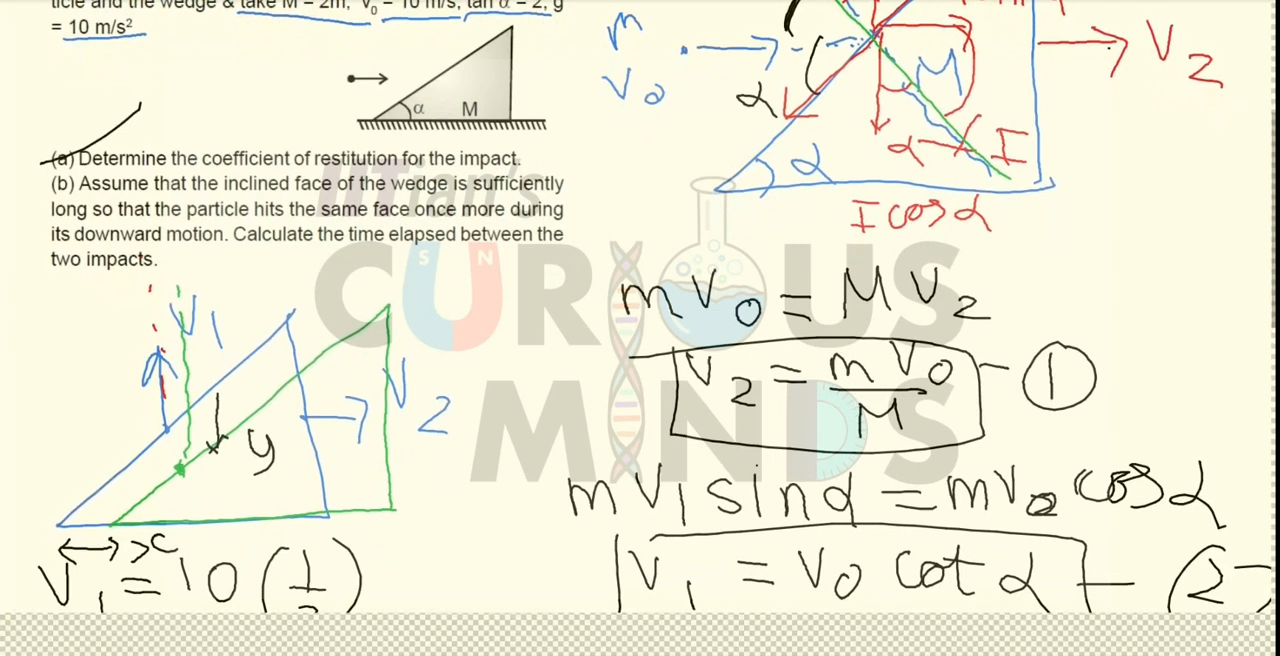 ticle and the wedge & take M = 2m, V₀ = 10 m/s, tan α = 2, g
= 10 m/s²
α M
(a) Determine the coefficient of restitution for the impact.
(b) Assume that the inclined face of the wedge is sufficiently
long so that the particle hits the same face once more during
its downward motion. Calculate the time elapsed between the
two impacts.
m
V₀
α
M
V₂
α
α
I
I cos α
IITian's
CURIOUS
S N
MINDS
V₁
V₂
y
x
V₁ = 10
mV₀ = MV₂
V₂ = mV₀/M - ①
mV₁ sinα = mV₀ cosα
V₁ = V₀ cot α - (2